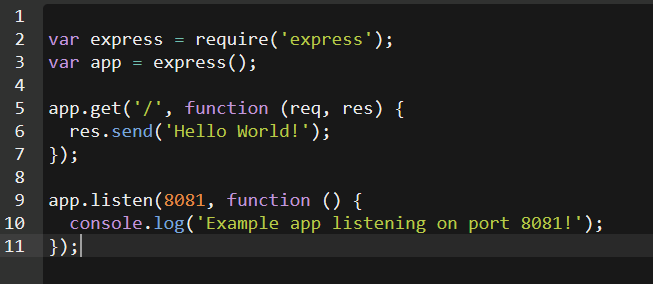 1
2 var express = require('express');
3 var app = express();
4
5 app.get('/', function (req, res) {
6   res.send('Hello World!');
7 });
8
9 app.listen(8081, function () {
10   console.log('Example app listening on port 8081!');
11 });